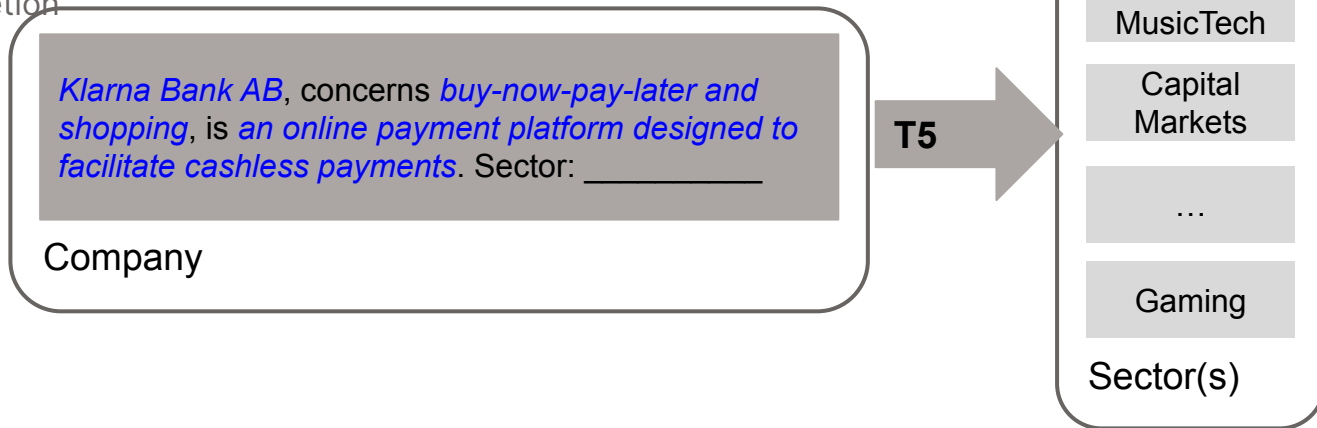 Klarna Bank AB, concerns buy-now-pay-later and
shopping, is an online payment platform designed to
facilitate cashless payments. Sector: __________
Company
T5
MusicTech
Capital
Markets
…
Gaming
Sector(s)